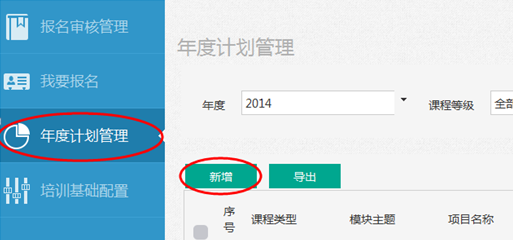 报名审核管理
我要报名
年度计划管理
培训基础配置
年度计划管理
年度 2014 课程等级 全部
新增 导出
序号 课程类型 模块主题 项目名称